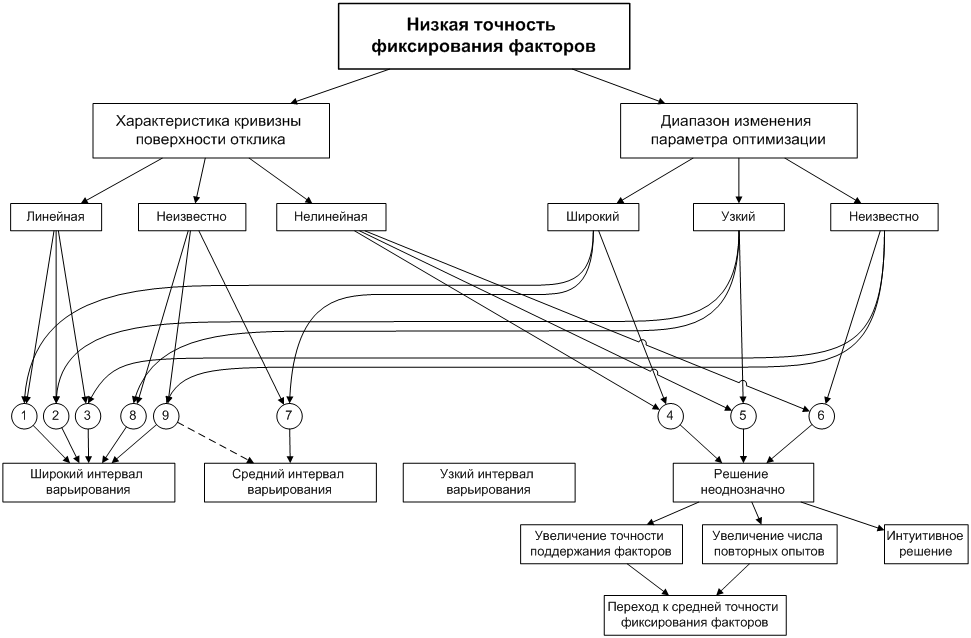 Низкая точность
фиксирования факторов
Характеристика кривизны
поверхности отклика
Диапазон изменения
параметра оптимизации
Линейная
Неизвестно
Нелинейная
Широкий
Узкий
Неизвестно
1
2
3
8
9
7
4
5
6
Широкий интервал
варьирования
Средний интервал
варьирования
Узкий интервал
варьирования
Решение
неоднозначно
Увеличение точности
поддержания факторов
Увеличение числа
повторных опытов
Интуитивное
решение
Переход к средней точности
фиксирования факторов